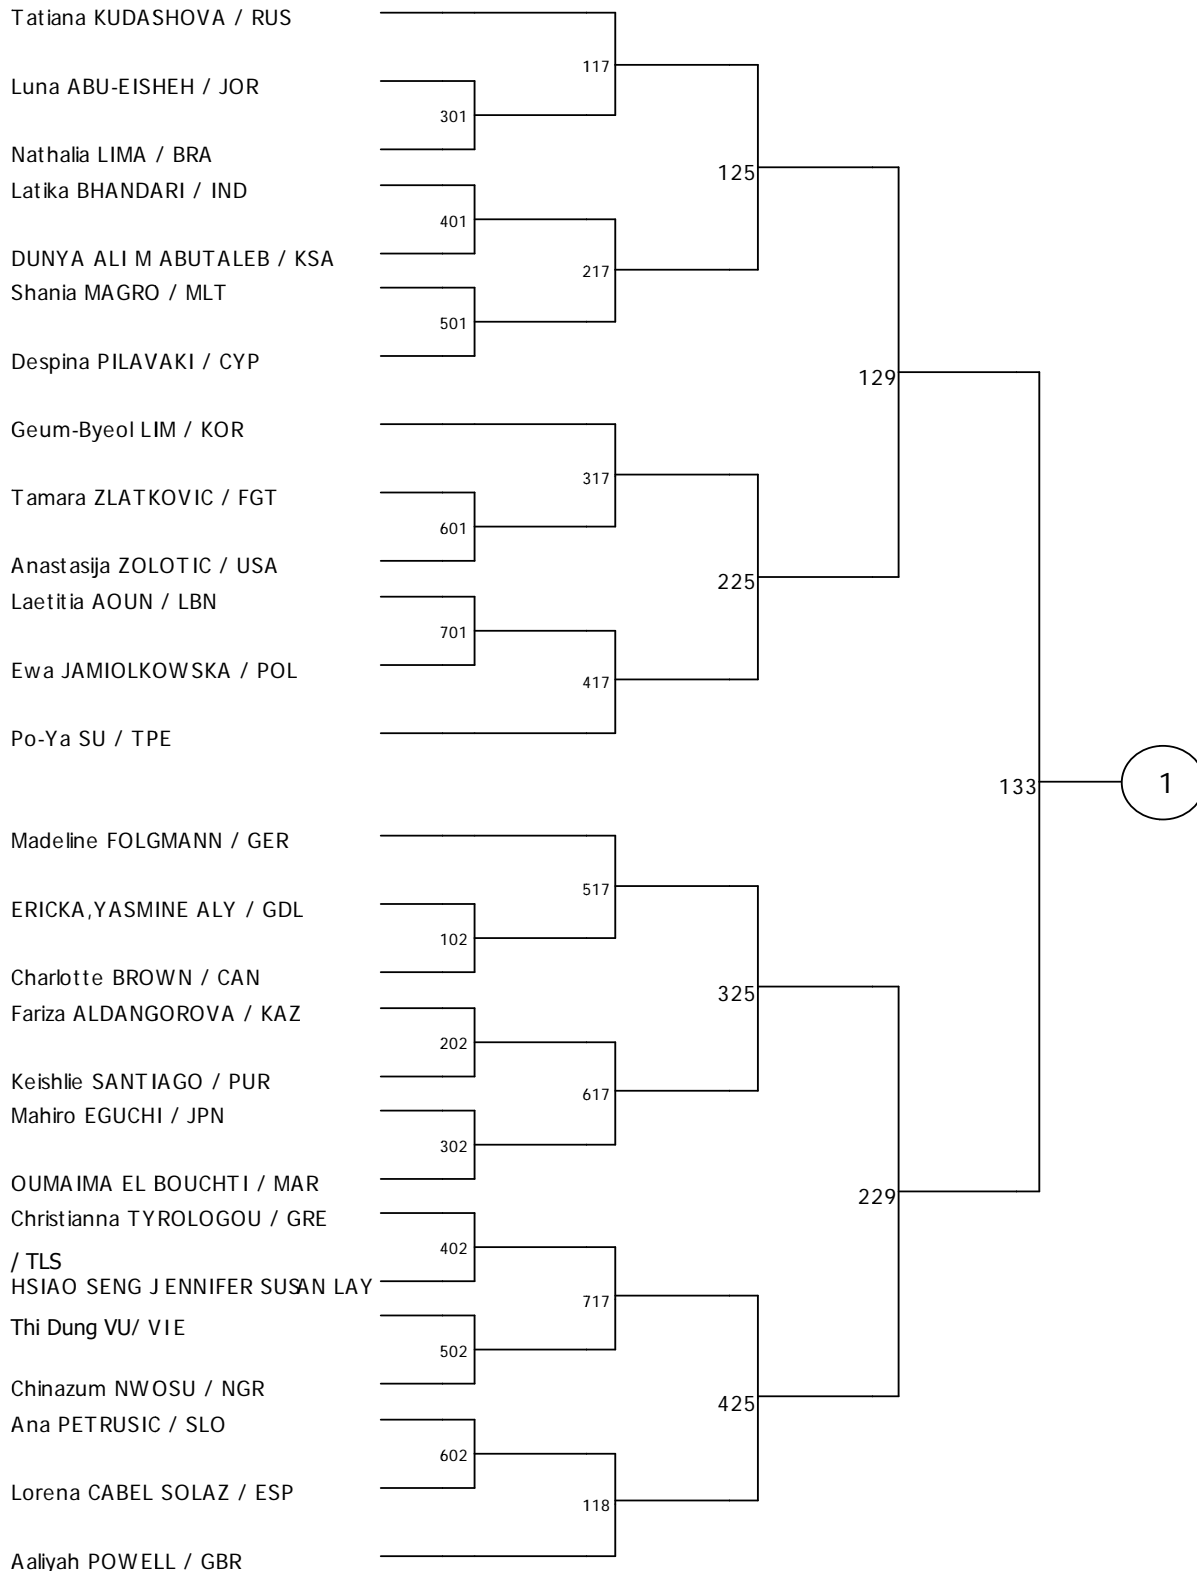 Tatiana KUDASHOVA / RUS
117
Luna ABU-EISHEH / JOR
301
Nathalia LIMA / BRA
125
Latika BHANDARI / IND
401
DUNYA ALI M ABUTALEB / KSA
217
Shania MAGRO / MLT
501
Despina PILAVAKI / CYP
129
Geum-Byeol LIM / KOR
317
Tamara ZLATKOVIC / FGT
601
Anastasija ZOLOTIC / USA
225
Laetitia AOUN / LBN
701
Ewa JAMIOLKOWSKA / POL
417
Po-Ya SU / TPE
133
1
Madeline FOLGMANN / GER
517
ERICKA,YASMINE ALY / GDL
102
Charlotte BROWN / CAN
325
Fariza ALDANGOROVA / KAZ
202
Keishlie SANTIAGO / PUR
617
Mahiro EGUCHI / JPN
302
OUMAIMA EL BOUCHTI / MAR
229
Christianna TYROLOGOU / GRE
402
/ TLS
HSIAO SENG JENNIFER SUSAN LAY
717
Thi Dung VU/ VIE
502
Chinazum NWOSU / NGR
425
Ana PETRUSIC / SLO
602
Lorena CABEL SOLAZ / ESP
118
Aaliyah POWELL / GBR